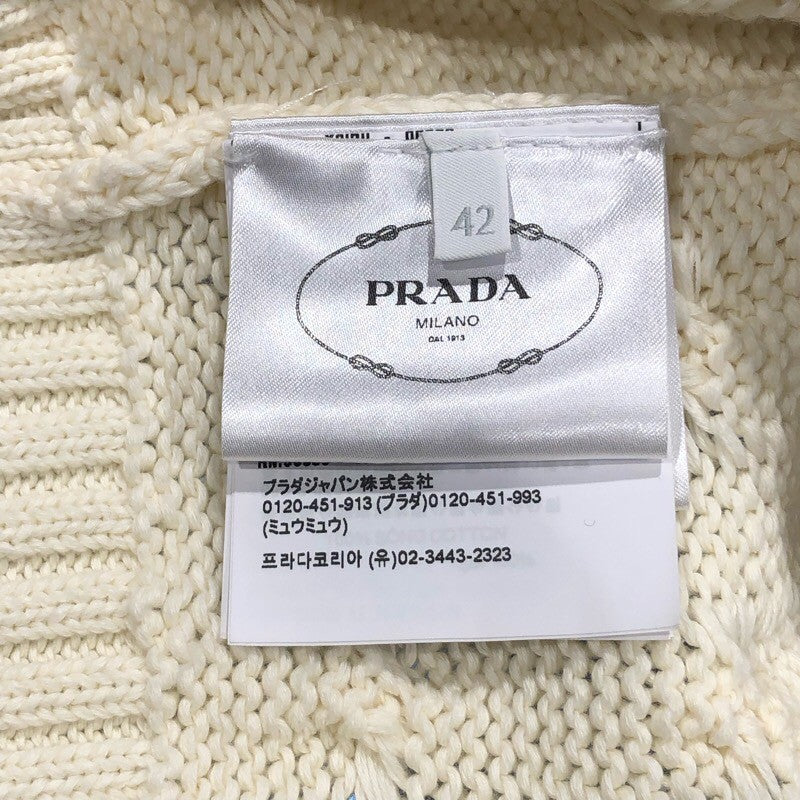 42
PRADA
MILANO
DAL 1913
プラダジャパン株式会社
0120-451-913 (プラダ)0120-451-993
(ミュウミュウ)
프라다코리아 (유)02-3443-2323